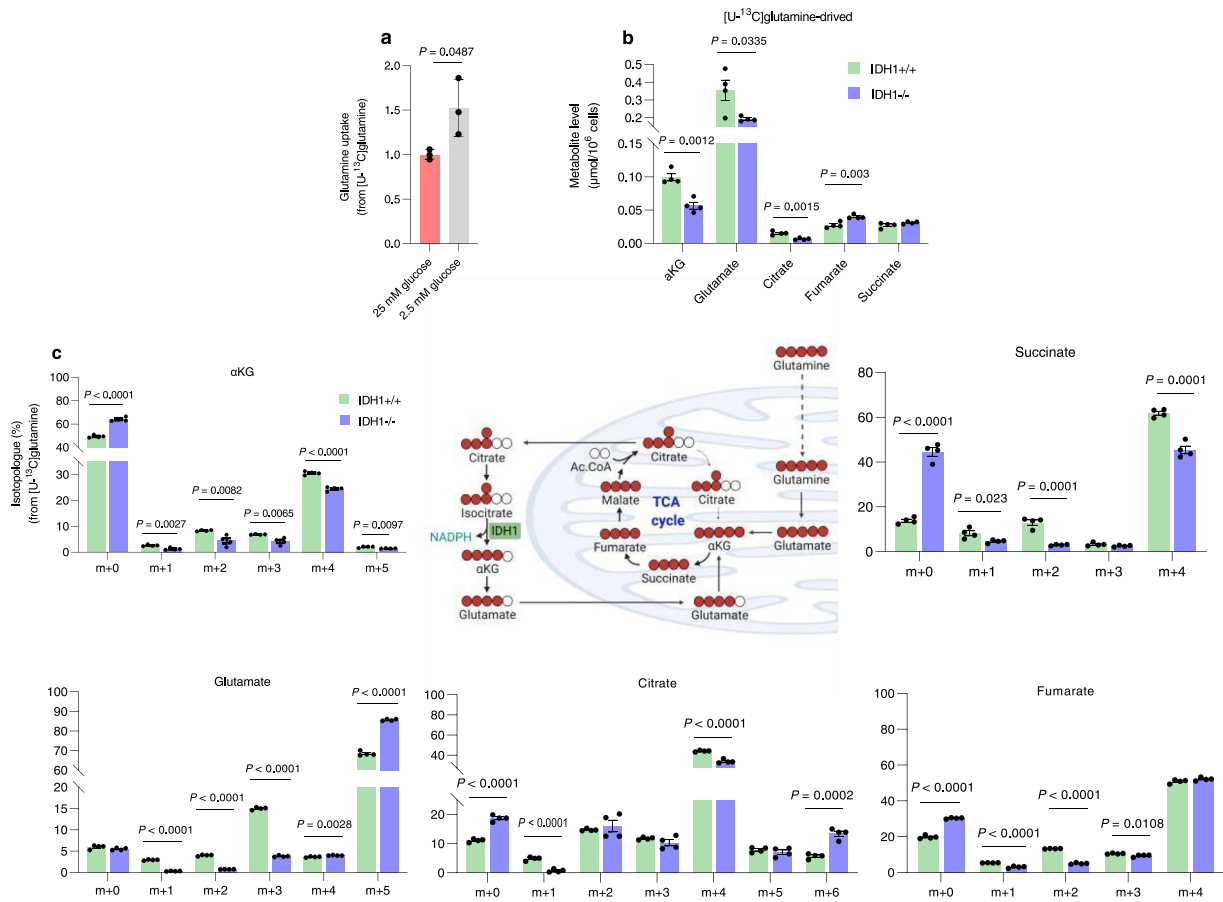 a
P = 0.0487
Glutamine uptake
(from [U-¹³C]glutamine)
2.0
1.5
1.0
0.5
0.0
25 mM glucose
2.5 mM glucose
[U-¹³C]glutamine-drived
b
P = 0.0335
IDH1+/+
IDH1-/-
Metabolite level
(μmol/10⁶ cells)
0.5
0.4
0.3
0.2
0.10
0.05
0.00
P = 0.0012
P = 0.0015
P = 0.003
aKG
Glutamate
Citrate
Fumarate
Succinate
c
αKG
IDH1+/+
IDH1-/-
Isotopologue (%)
(from [U-¹³C]glutamine)
100
80
60
40
30
20
10
0
P < 0.0001
P = 0.0027
P = 0.0082
P = 0.0065
P < 0.0001
P = 0.0097
m+0
m+1
m+2
m+3
m+4
m+5
Glutamine
Citrate
Citrate
Ac.CoA
Glutamine
Isocitrate
Malate
TCA
cycle
Citrate
NADPH
IDH1
Fumarate
αKG
Glutamate
αKG
Succinate
Glutamate
Glutamate
Succinate
80
60
40
20
0
P < 0.0001
P = 0.023
P = 0.0001
P = 0.0001
m+0
m+1
m+2
m+3
m+4
Glutamate
100
90
80
70
60
20
15
10
5
0
P < 0.0001
P < 0.0001
P < 0.0001
P = 0.0028
P < 0.0001
m+0
m+1
m+2
m+3
m+4
m+5
Citrate
100
80
60
40
20
10
0
P < 0.0001
P < 0.0001
P < 0.0001
P = 0.0002
m+0
m+1
m+2
m+3
m+4
m+5
m+6
Fumarate
100
80
60
40
20
0
P < 0.0001
P < 0.0001
P < 0.0001
P = 0.0108
m+0
m+1
m+2
m+3
m+4